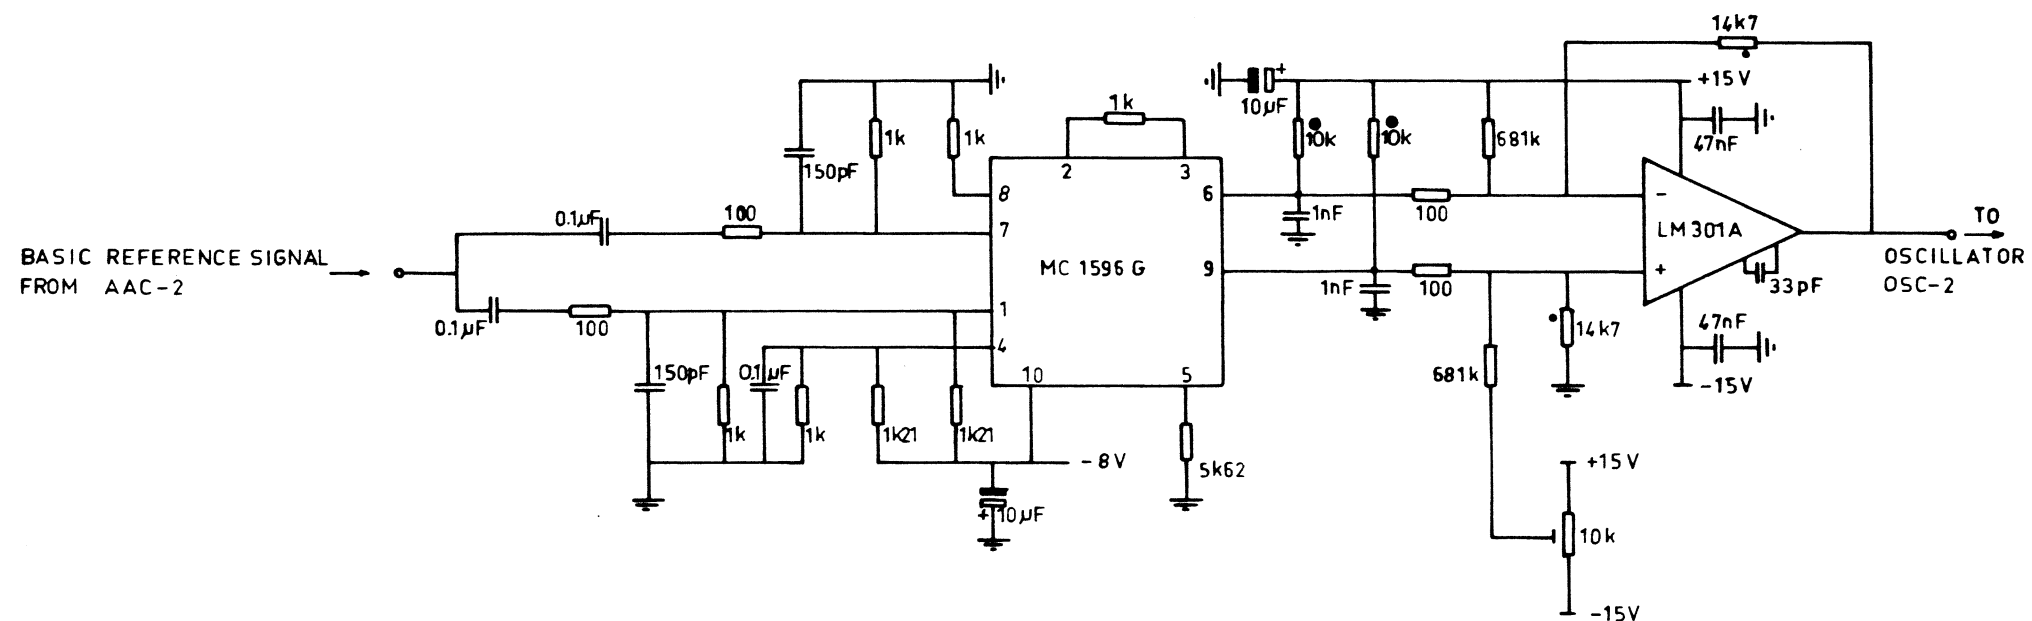 14k7
+15V
10µF
+
10k
10k
681k
47nF
1k
1k
1k
150pF
2
3
8
6
1nF
100
-
LM301A
0.1µF
100
7
TO
OSCILLATOR
OSC-2
BASIC REFERENCE SIGNAL
FROM AAC-2
MC 1596 G
9
1nF
100
+
33pF
0.1µF
100
1
4
14k7
47nF
150pF
0.1µF
10
5
681k
-15V
1k
1k
1k21
1k21
-8V
5k62
+15V
+ 10µF
10k
-15V